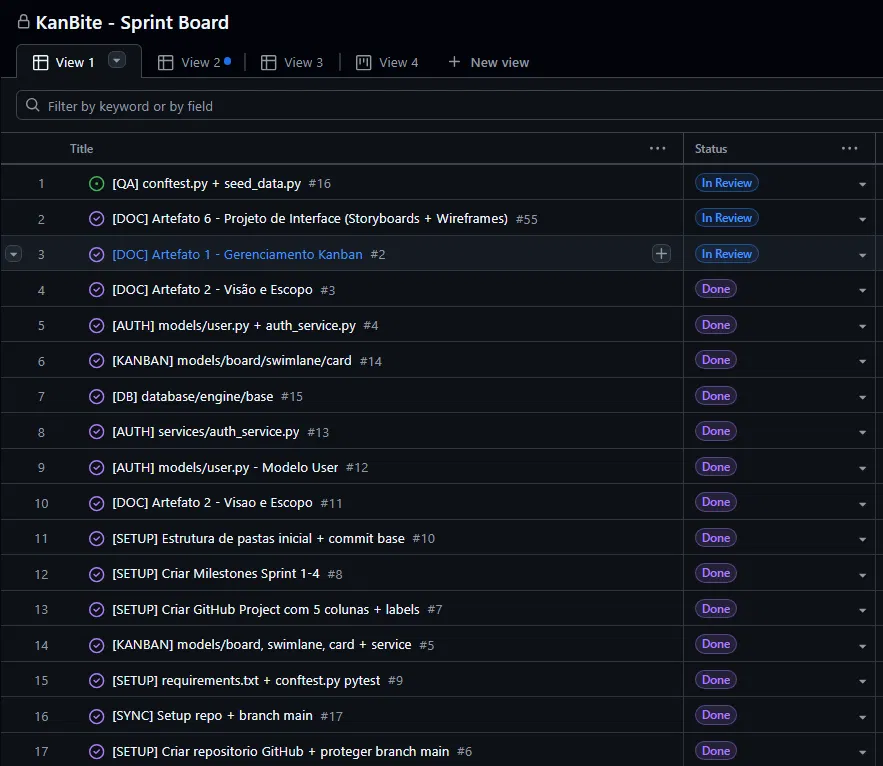 KanBite - Sprint Board
View 1 View 2 View 3 View 4 + New view
Filter by keyword or by field
Title ... Status ...
1 [QA] conftest.py + seed_data.py #16 In Review
2 [DOC] Artefato 6 - Projeto de Interface (Storyboards + Wireframes) #55 In Review
3 [DOC] Artefato 1 - Gerenciamento Kanban #2 + In Review
4 [DOC] Artefato 2 - Visão e Escopo #3 Done
5 [AUTH] models/user.py + auth_service.py #4 Done
6 [KANBAN] models/board/swimlane/card #14 Done
7 [DB] database/engine/base #15 Done
8 [AUTH] services/auth_service.py #13 Done
9 [AUTH] models/user.py - Modelo User #12 Done
10 [DOC] Artefato 2 - Visao e Escopo #11 Done
11 [SETUP] Estrutura de pastas inicial + commit base #10 Done
12 [SETUP] Criar Milestones Sprint 1-4 #8 Done
13 [SETUP] Criar GitHub Project com 5 colunas + labels #7 Done
14 [KANBAN] models/board, swimlane, card + service #5 Done
15 [SETUP] requirements.txt + conftest.py pytest #9 Done
16 [SYNC] Setup repo + branch main #17 Done
17 [SETUP] Criar repositorio GitHub + proteger branch main #6 Done